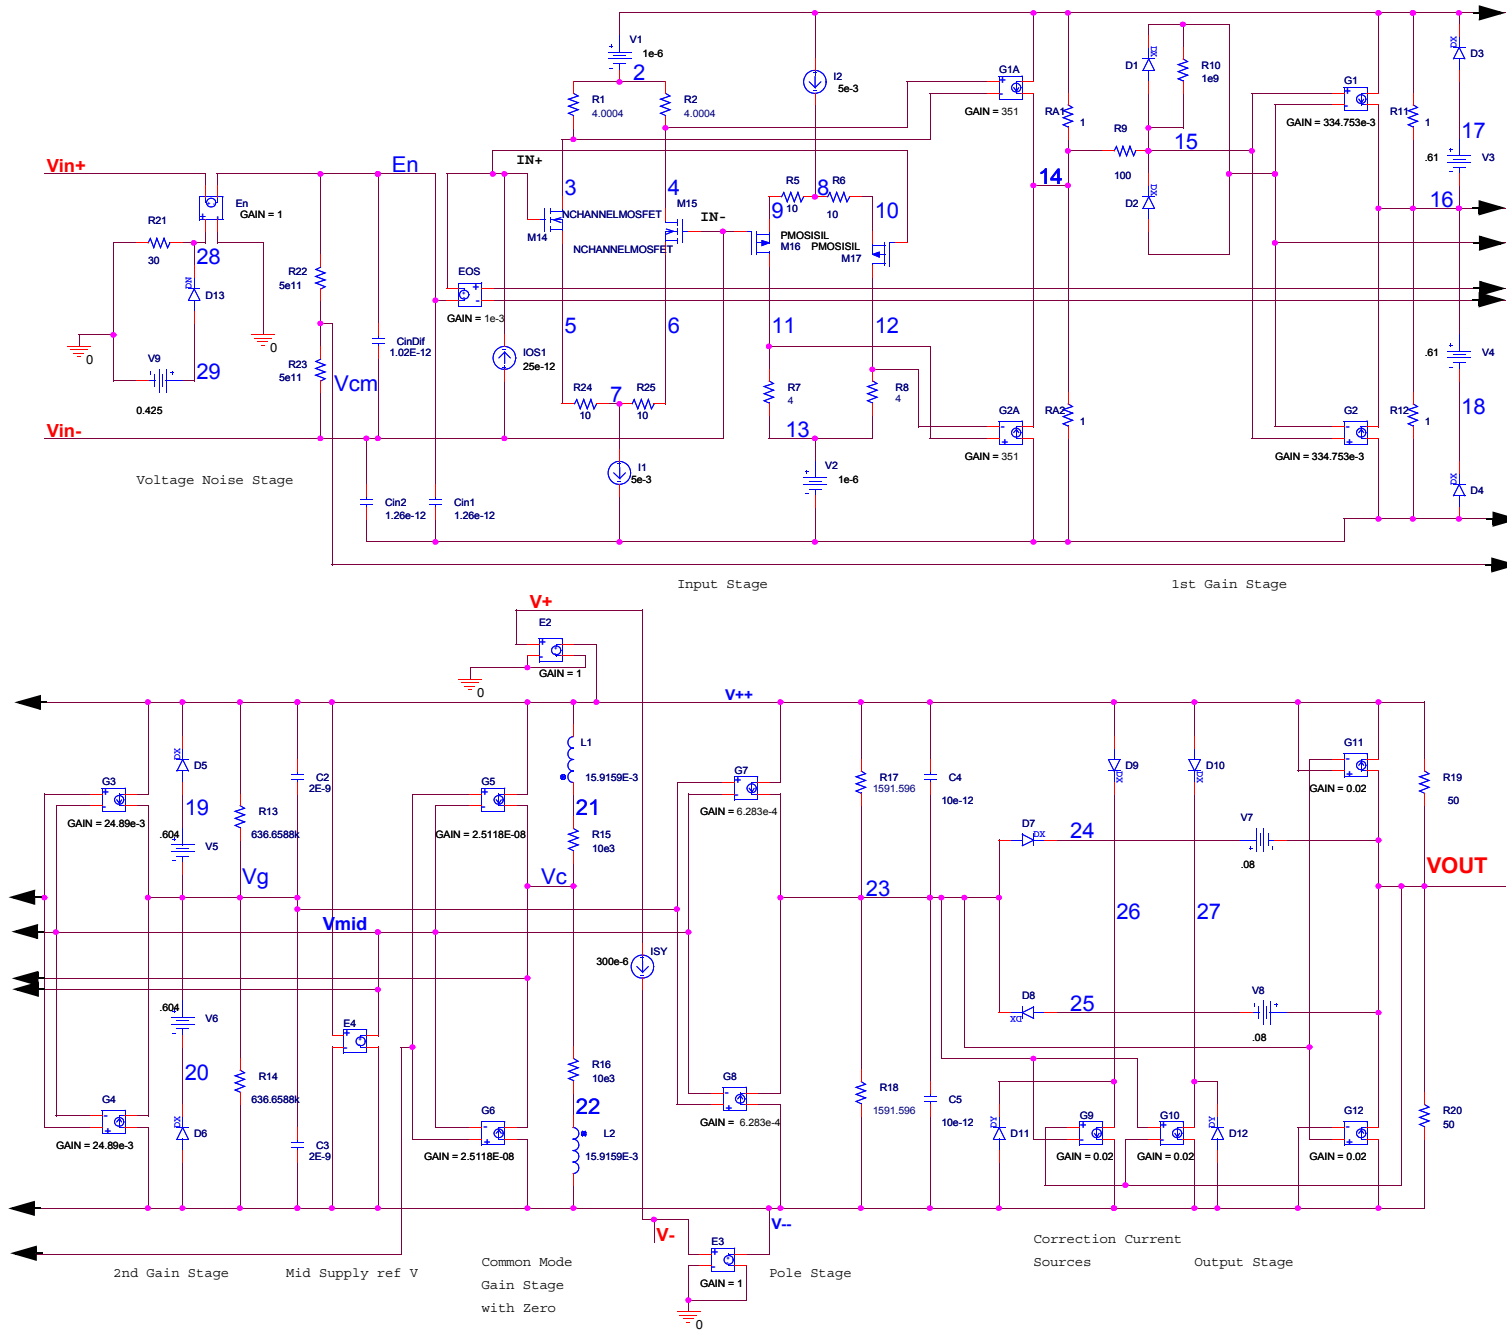 V1
1e-6
2
R1
4.0004
R2
4.0004
I2
5e-3
G1A
GAIN = 351
RA1
1
D1
DX
R10
1e9
G1
GAIN = 334.753e-3
R11
1
D3
DX
17
.61
V3
Vin+
En
En
GAIN = 1
IN+
3
4
NCHANNELMOSFET
M14
M15
NCHANNELMOSFET
IN-
R5
10
8
R6
10
9
10
PMOSISIL
M16
PMOSISIL
M17
R9
100
15
14
D2
DX
16
R21
30
28
D13
DN
R22
5e11
EOS
GAIN = 1e-3
0
0
V9
0.425
29
R23
5e11
Vcm
CinDif
1.02E-12
IOS1
25e-12
5
6
11
12
R24
10
7
R25
10
R7
4
R8
4
13
RA2
1
.61
V4
18
R12
1
G2A
GAIN = 351
G2
GAIN = 334.753e-3
Vin-
Voltage Noise Stage
Cin2
1.26e-12
Cin1
1.26e-12
I1
5e-3
V2
1e-6
D4
DX
Input Stage
1st Gain Stage
V+
E2
GAIN = 1
0
V++
G3
GAIN = 24.89e-3
D5
DX
19
.604
V5
R13
636.6588k
C2
2E-9
G5
GAIN = 2.5118E-08
L1
15.9159E-3
21
R15
10e3
G7
GAIN = 6.283e-4
R17
1591.596
C4
10e-12
D9
DX
D10
DX
G11
GAIN = 0.02
R19
50
D7
DX
24
V7
.08
VOUT
Vg
Vc
Vmid
23
26
27
ISY
300e-6
.604
V6
20
E4
D8
DX
25
V8
.08
R14
636.6588k
G4
GAIN = 24.89e-3
D6
DX
C3
2E-9
G6
GAIN = 2.5118E-08
R16
10e3
22
L2
15.9159E-3
G8
GAIN = 6.283e-4
R18
1591.596
C5
10e-12
D11
DY
G9
GAIN = 0.02
G10
GAIN = 0.02
D12
DY
G12
GAIN = 0.02
R20
50
V-
V--
E3
GAIN = 1
0
2nd Gain Stage
Mid Supply ref V
Common Mode
Gain Stage
with Zero
Pole Stage
Correction Current
Sources
Output Stage